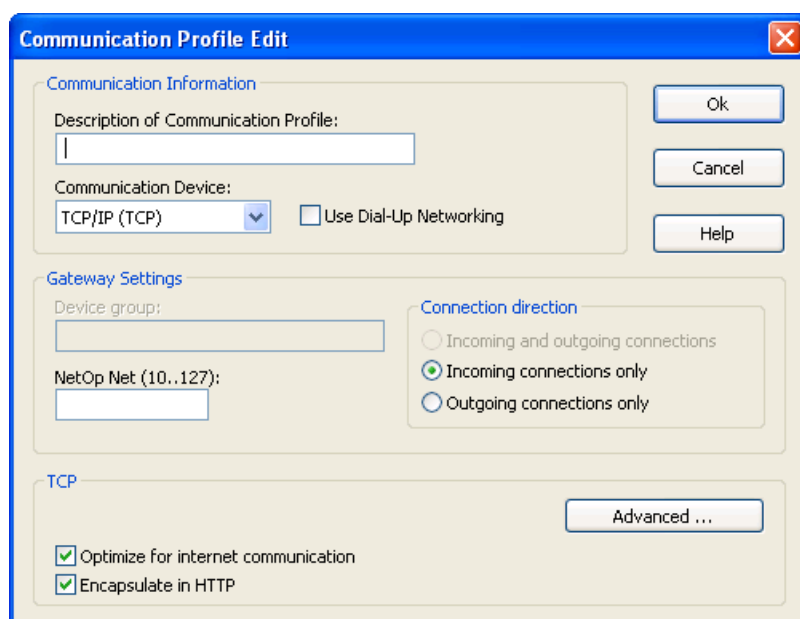 Communication Profile Edit
Communication Information
Description of Communication Profile:
Communication Device:
TCP/IP (TCP)
Use Dial-Up Networking
Ok
Cancel
Help
Gateway Settings
Device group:
NetOp Net (10..127):
Connection direction
Incoming and outgoing connections
Incoming connections only
Outgoing connections only
TCP
Advanced ...
Optimize for internet communication
Encapsulate in HTTP